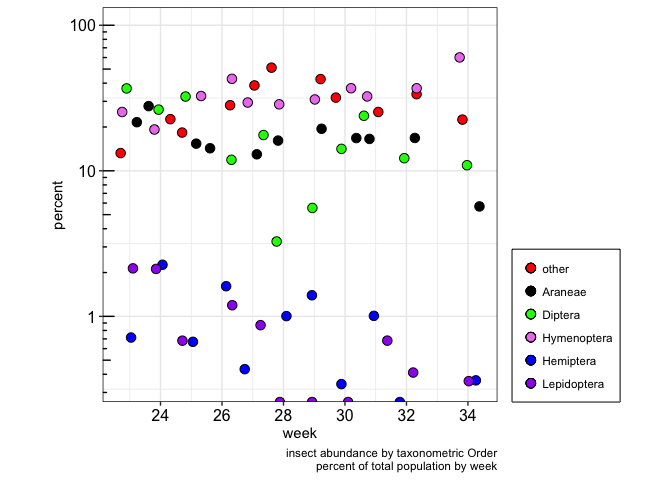 100
10
1
percent
24
26
28
30
32
34
week
other
Araneae
Diptera
Hymenoptera
Hemiptera
Lepidoptera
insect abundance by taxonometric Order
percent of total population by week